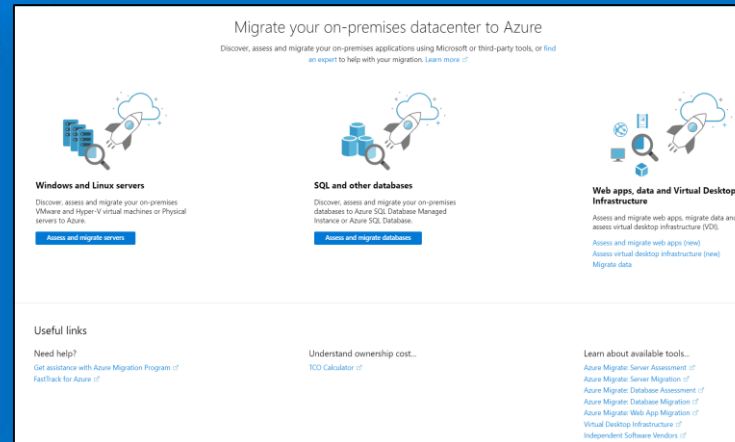 Migrate your on-premises datacenter to Azure
Discover, assess and migrate your on-premises applications using Microsoft or third-party tools, or find
an expert to help with your migration. Learn more
Windows and Linux servers
Discover, assess and migrate your on-premises
VMware and Hyper-V virtual machines or Physical
servers to Azure.
Assess and migrate servers
SQL and other databases
Discover, assess and migrate your on-premises
databases to Azure SQL Database Managed
Instance or Azure SQL Database.
Assess and migrate databases
Web apps, data and Virtual Desktop
Infrastructure
Assess and migrate web apps, migrate data and
assess virtual desktop infrastructure (VDI).
Assess and migrate web apps (new)
Assess virtual desktop infrastructure (new)
Migrate data
Useful links
Need help?
Get assistance with Azure Migration Program
FastTrack for Azure
Understand ownership cost...
TCO Calculator
Learn about available tools...
Azure Migrate: Server Assessment
Azure Migrate: Server Migration
Azure Migrate: Database Assessment
Azure Migrate: Database Migration
Azure Migrate: Web App Migration
Virtual Desktop Infrastructure
Independent Software Vendors